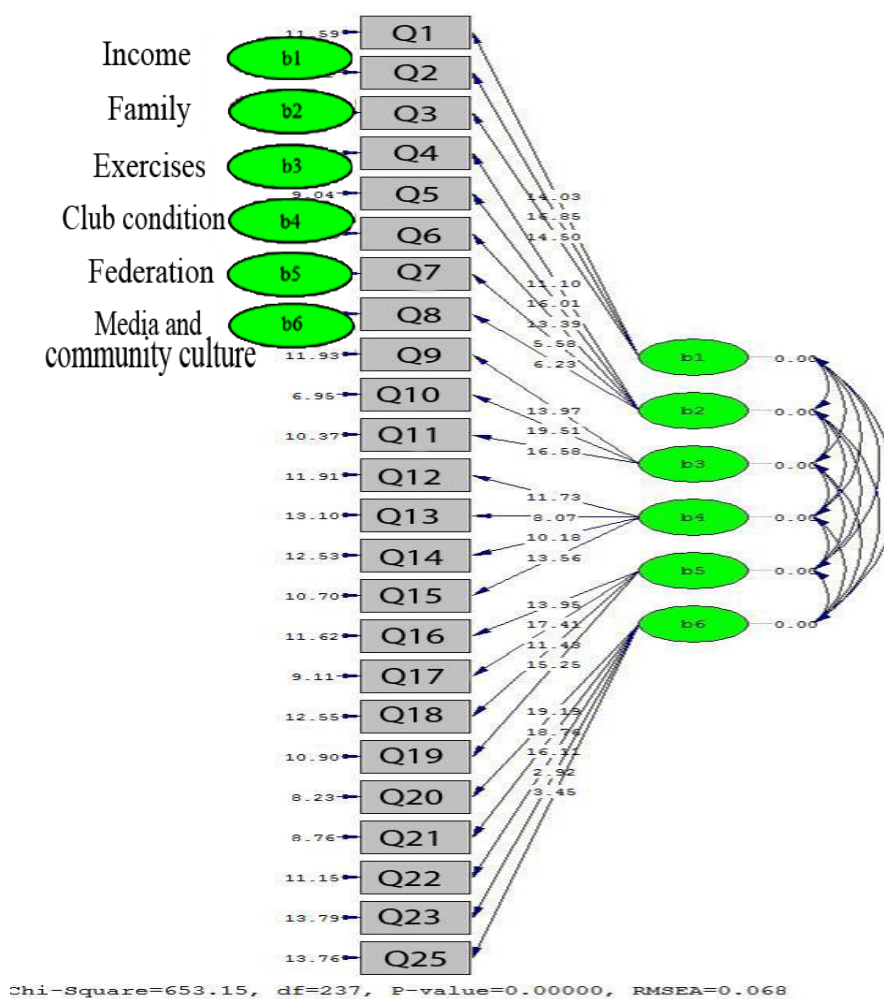 Income b1
Family b2
Exercises b3
Club condition b4
Federation b5
Media and
community culture b6
11.59 Q1
Q2
Q3
Q4
9.04 Q5
Q6
Q7
Q8
11.93 Q9
6.95 Q10
10.37 Q11
11.91 Q12
13.10 Q13
12.53 Q14
10.70 Q15
11.62 Q16
9.11 Q17
12.55 Q18
10.90 Q19
8.23 Q20
8.76 Q21
11.15 Q22
13.79 Q23
13.76 Q25
14.03
16.85
14.50
11.10
16.01
13.39
5.58
6.23
13.97
19.51
16.58
11.73
8.07
10.18
13.56
13.95
17.41
11.43
15.25
19.19
18.76
16.11
2.92
3.45
b1 0.00
b2 0.00
b3 0.00
b4 0.00
b5 0.00
b6 0.00
Chi-Square=653.15, df=237, P-value=0.00000, RMSEA=0.068